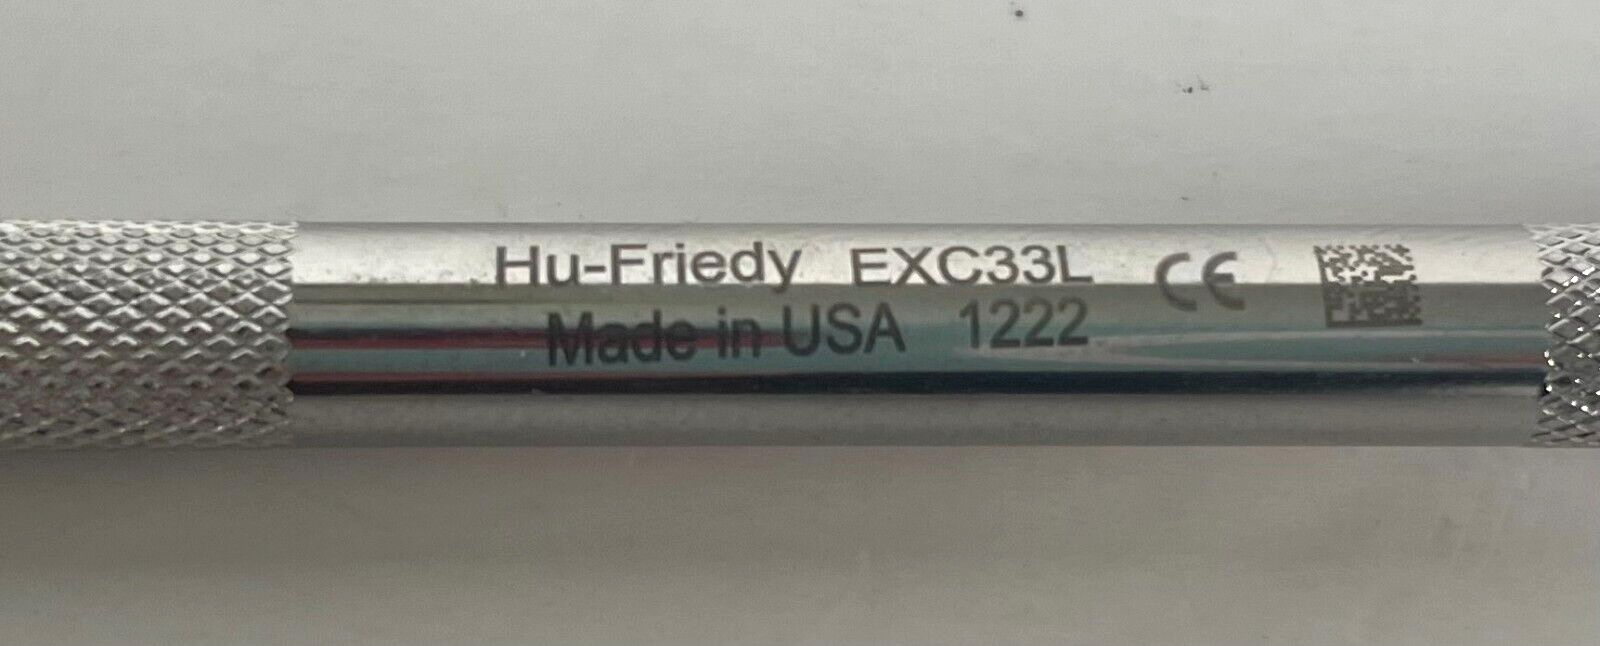 Hu-Friedy EXC33L CE
Made in USA 1222